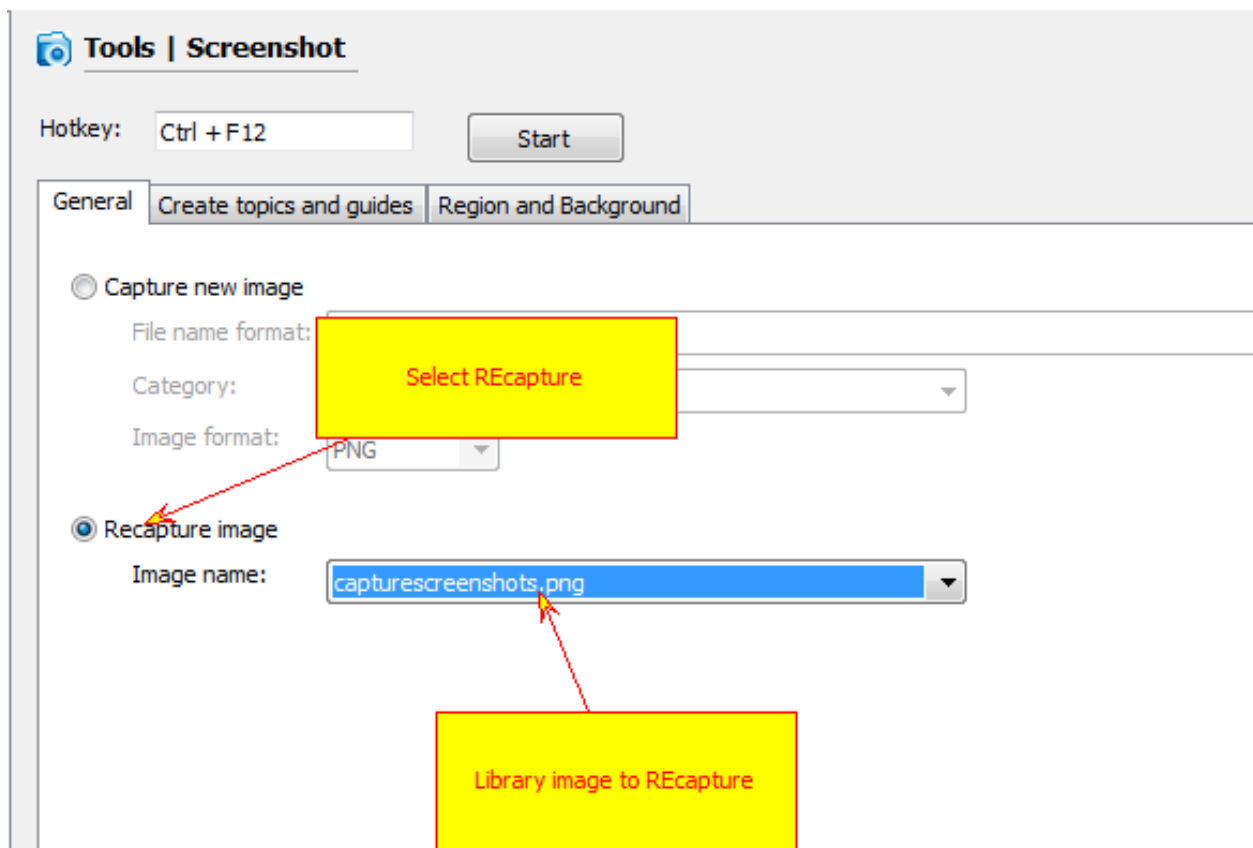 Tools | Screenshot
Hotkey:
Ctrl + F12
Start
General
Create topics and guides
Region and Background
Capture new image
File name format:
Select REcapture
Category:
Image format:
PNG
Recapture image
Image name:
capturescreenshots.png
Library image to REcapture